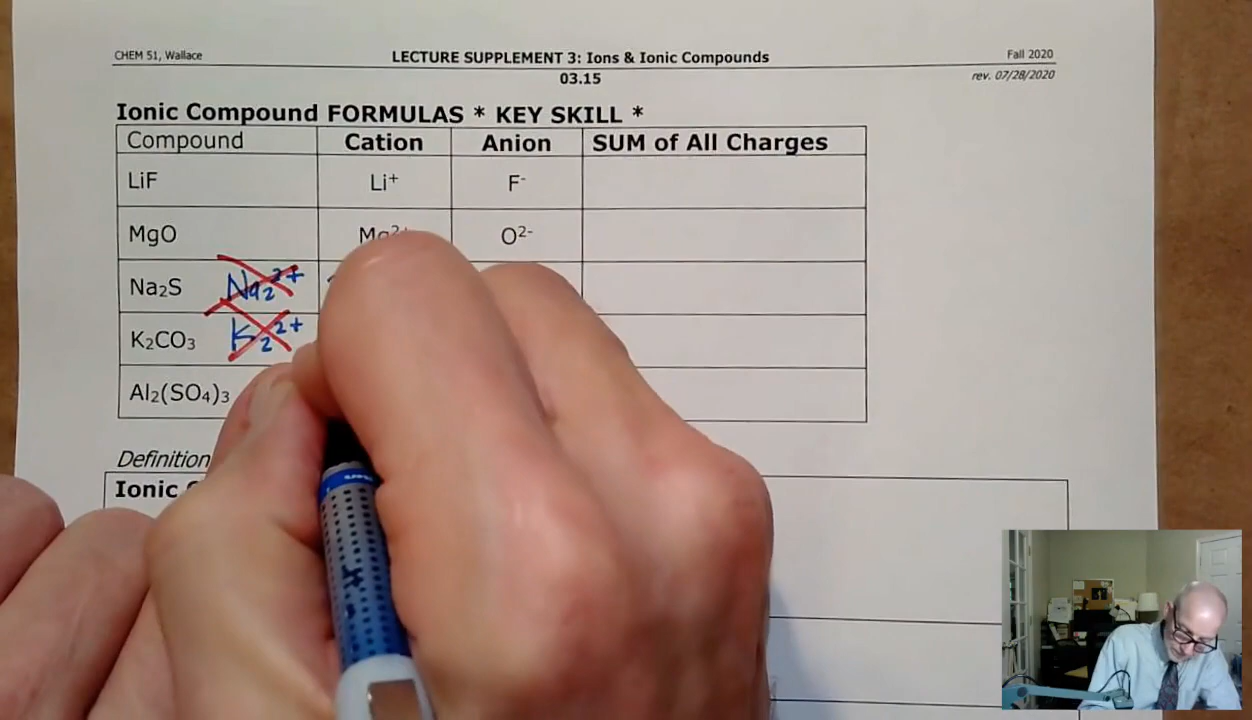 CHEM 51, Wallace LECTURE SUPPLEMENT 3: Ions & Ionic Compounds Fall 2020
03.15 rev. 07/28/2020
Ionic Compound FORMULAS * KEY SKILL *
Compound Cation Anion SUM of All Charges
LiF Li⁺ F⁻
MgO Mg²⁺ O²⁻
Na₂S Na₂²⁺
K₂CO₃ K₂²⁺
Al₂(SO₄)₃
Definition
Ionic